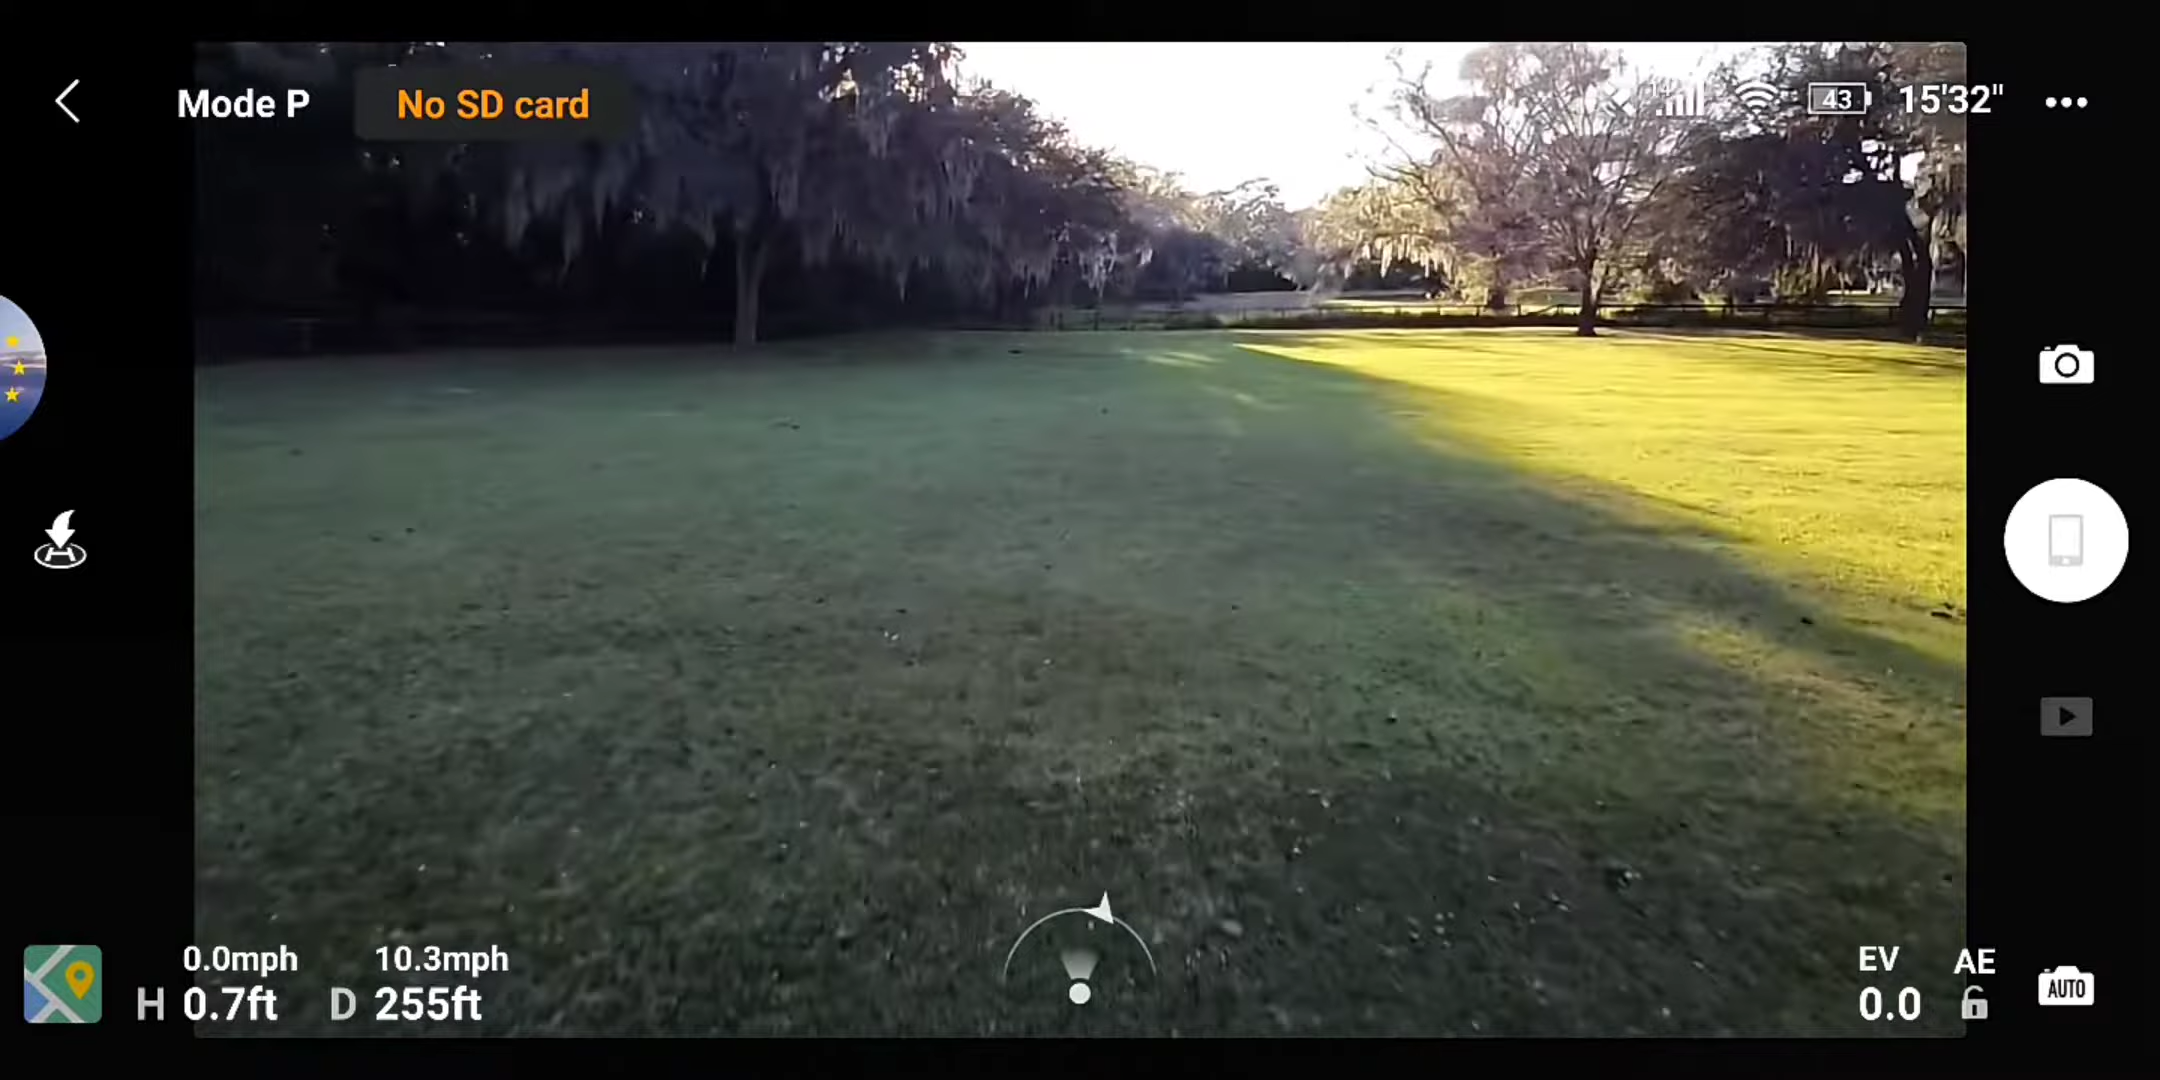 Mode P
No SD card
14
43
15'32"
0.0mph
10.3mph
H 0.7ft
D 255ft
EV
0.0
AE
AUTO